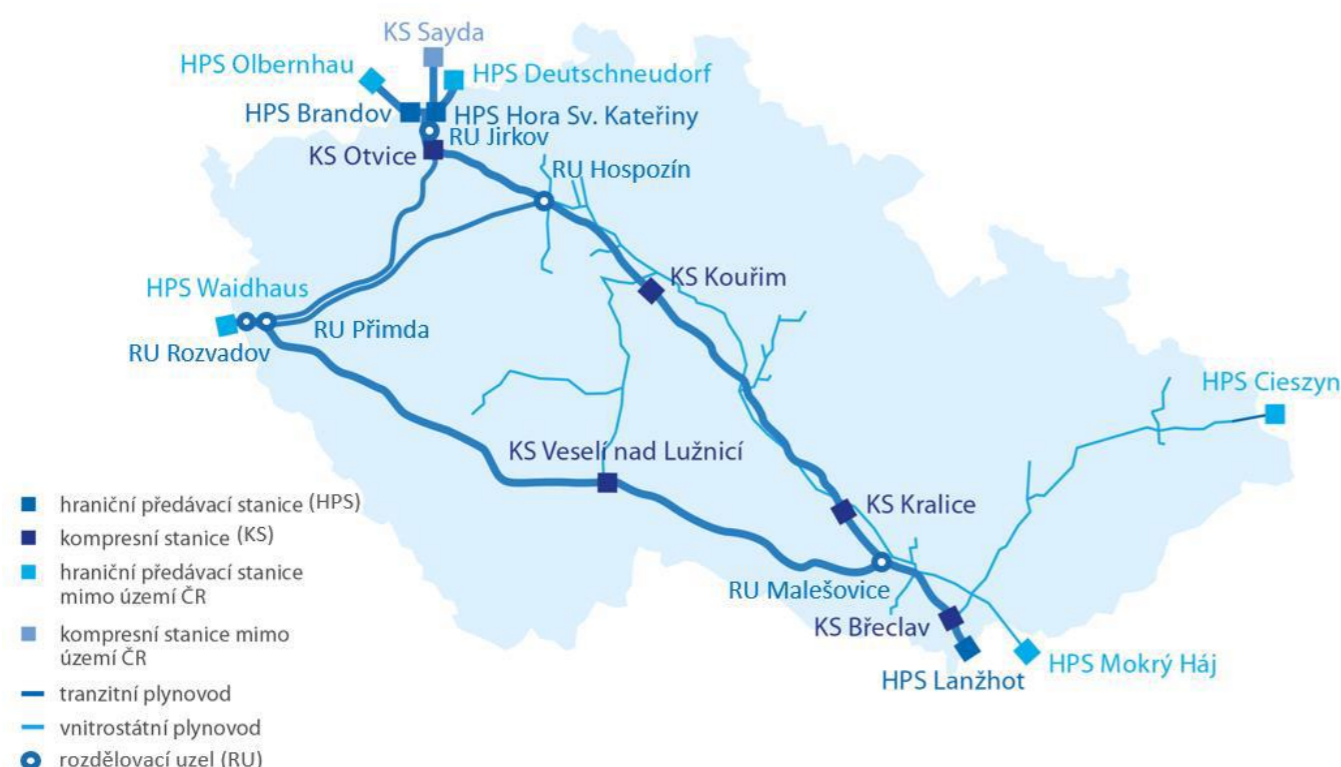 KS Sayda
HPS Olbernhau
HPS Deutschneudorf
HPS Brandov
HPS Hora Sv. Kateřiny
RU Jirkov
KS Otvice
RU Hospozín
KS Kouřim
HPS Waidhaus
RU Přimda
RU Rozvadov
HPS Cieszyn
KS Veselí nad Lužnicí
KS Kralice
RU Malešovice
KS Břeclav
HPS Mokrý Háj
HPS Lanžhot
hraniční předávací stanice (HPS)
kompresní stanice (KS)
hraniční předávací stanice
mimo území ČR
kompresní stanice mimo
území ČR
tranzitní plynovod
vnitrostátní plynovod
rozdělovací uzel (RU)